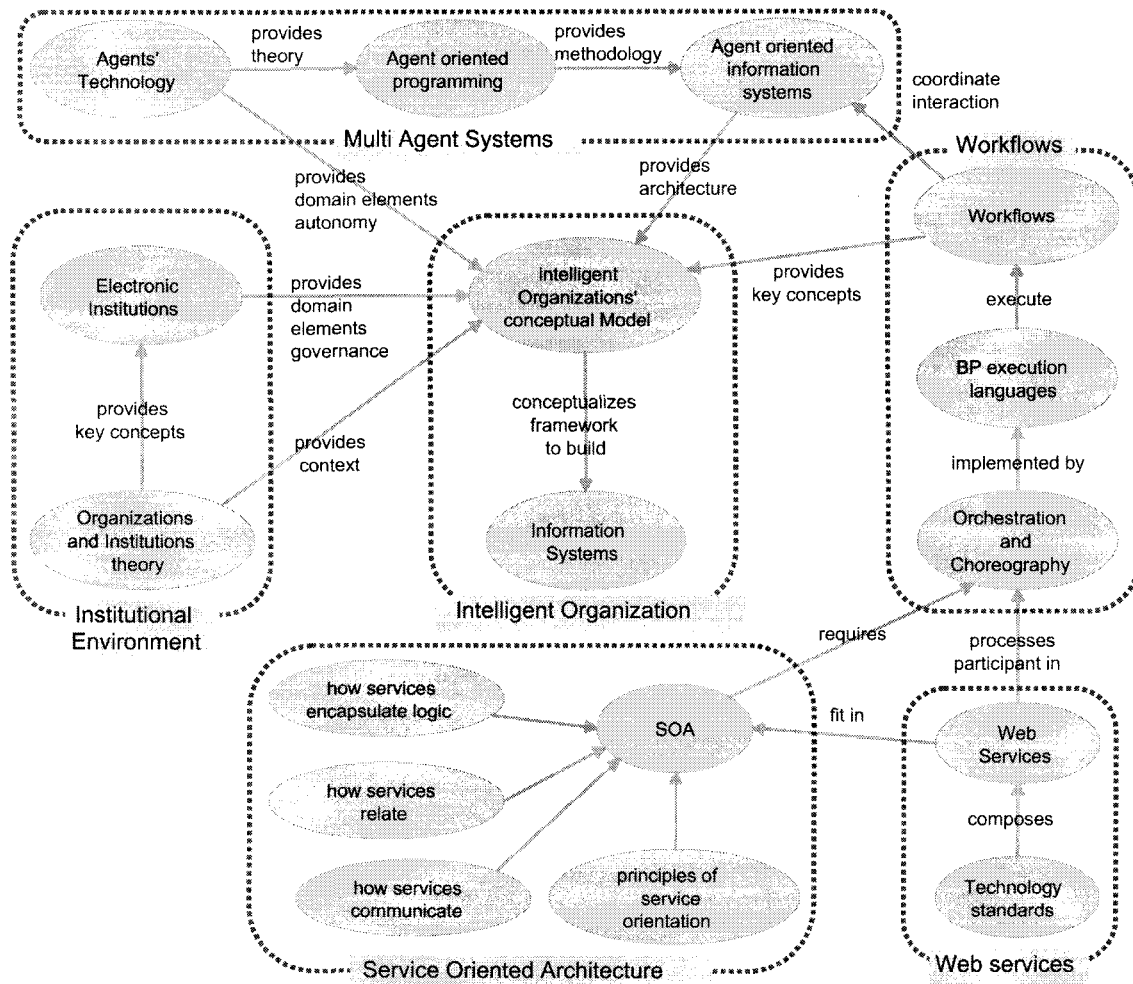 provides
theory
provides
methodology
Agents'
Technology
Agent oriented
programming
Agent oriented
information
systems
coordinate
interaction
Multi Agent Systems
Workflows
provides
domain elements
autonomy
provides
architecture
Workflows
Electronic
Institutions
provides
domain
elements
governance
Intelligent
Organizations'
conceptual Model
provides
key concepts
execute
BP execution
languages
provides
key concepts
conceptualizes
framework
to build
provides
context
implemented by
Organizations
and Institutions
theory
Information
Systems
Orchestration
and
Choreography
Institutional
Environment
Intelligent Organization
requires
processes
participant in
how services
encapsulate logic
SOA
fit in
Web
Services
how services
relate
composes
how services
communicate
principles of
service
orientation
Technology
standards
Service Oriented Architecture
Web services